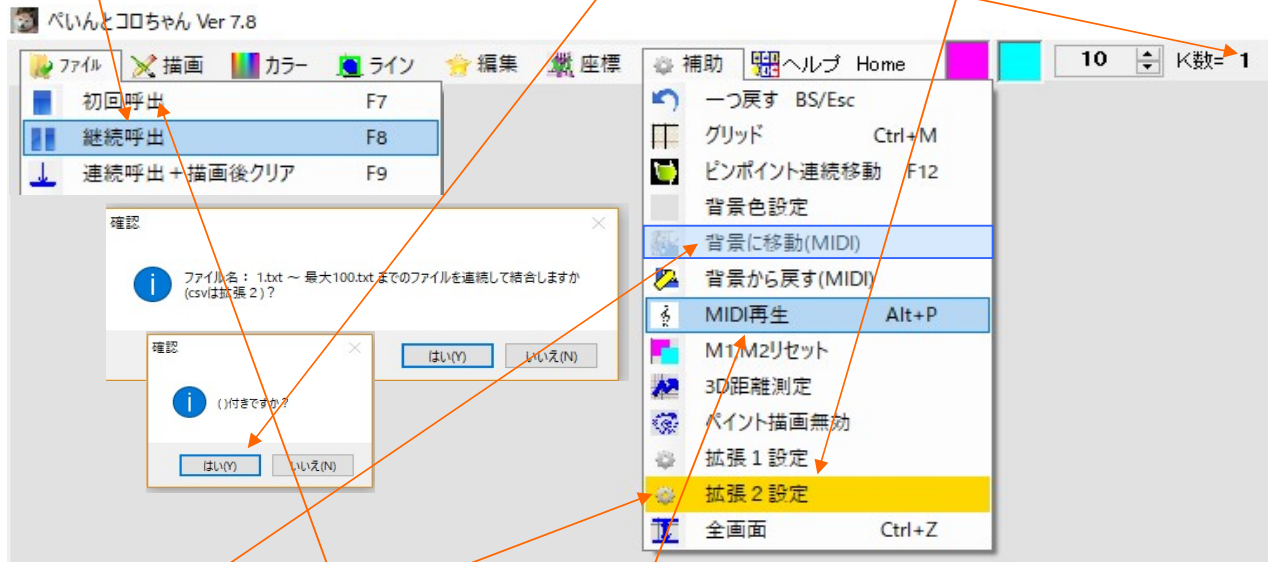 ぺいんとコロちゃん Ver 7.8
ファイル 描画 カラー ライン 編集 座標 補助 ヘルプ Home 10 K数= 1
初回呼出 F7
継続呼出 F8
連続呼出+描画後クリア F9
確認
ファイル名: 1.txt ~ 最大100.txt までのファイルを連続して結合しますか
(csvは拡張2)?
はい(Y) いいえ(N)
確認
()付きですか?
はい(Y) いいえ(N)
一つ戻す BS/Esc
グリッド Ctrl+M
ピンポイント連続移動 F12
背景色設定
背景に移動(MIDI)
背景から戻す(MIDI)
MIDI再生 Alt+P
M1/M2リセット
3D距離測定
ペイント描画無効
拡張1設定
拡張2設定
全画面 Ctrl+Z